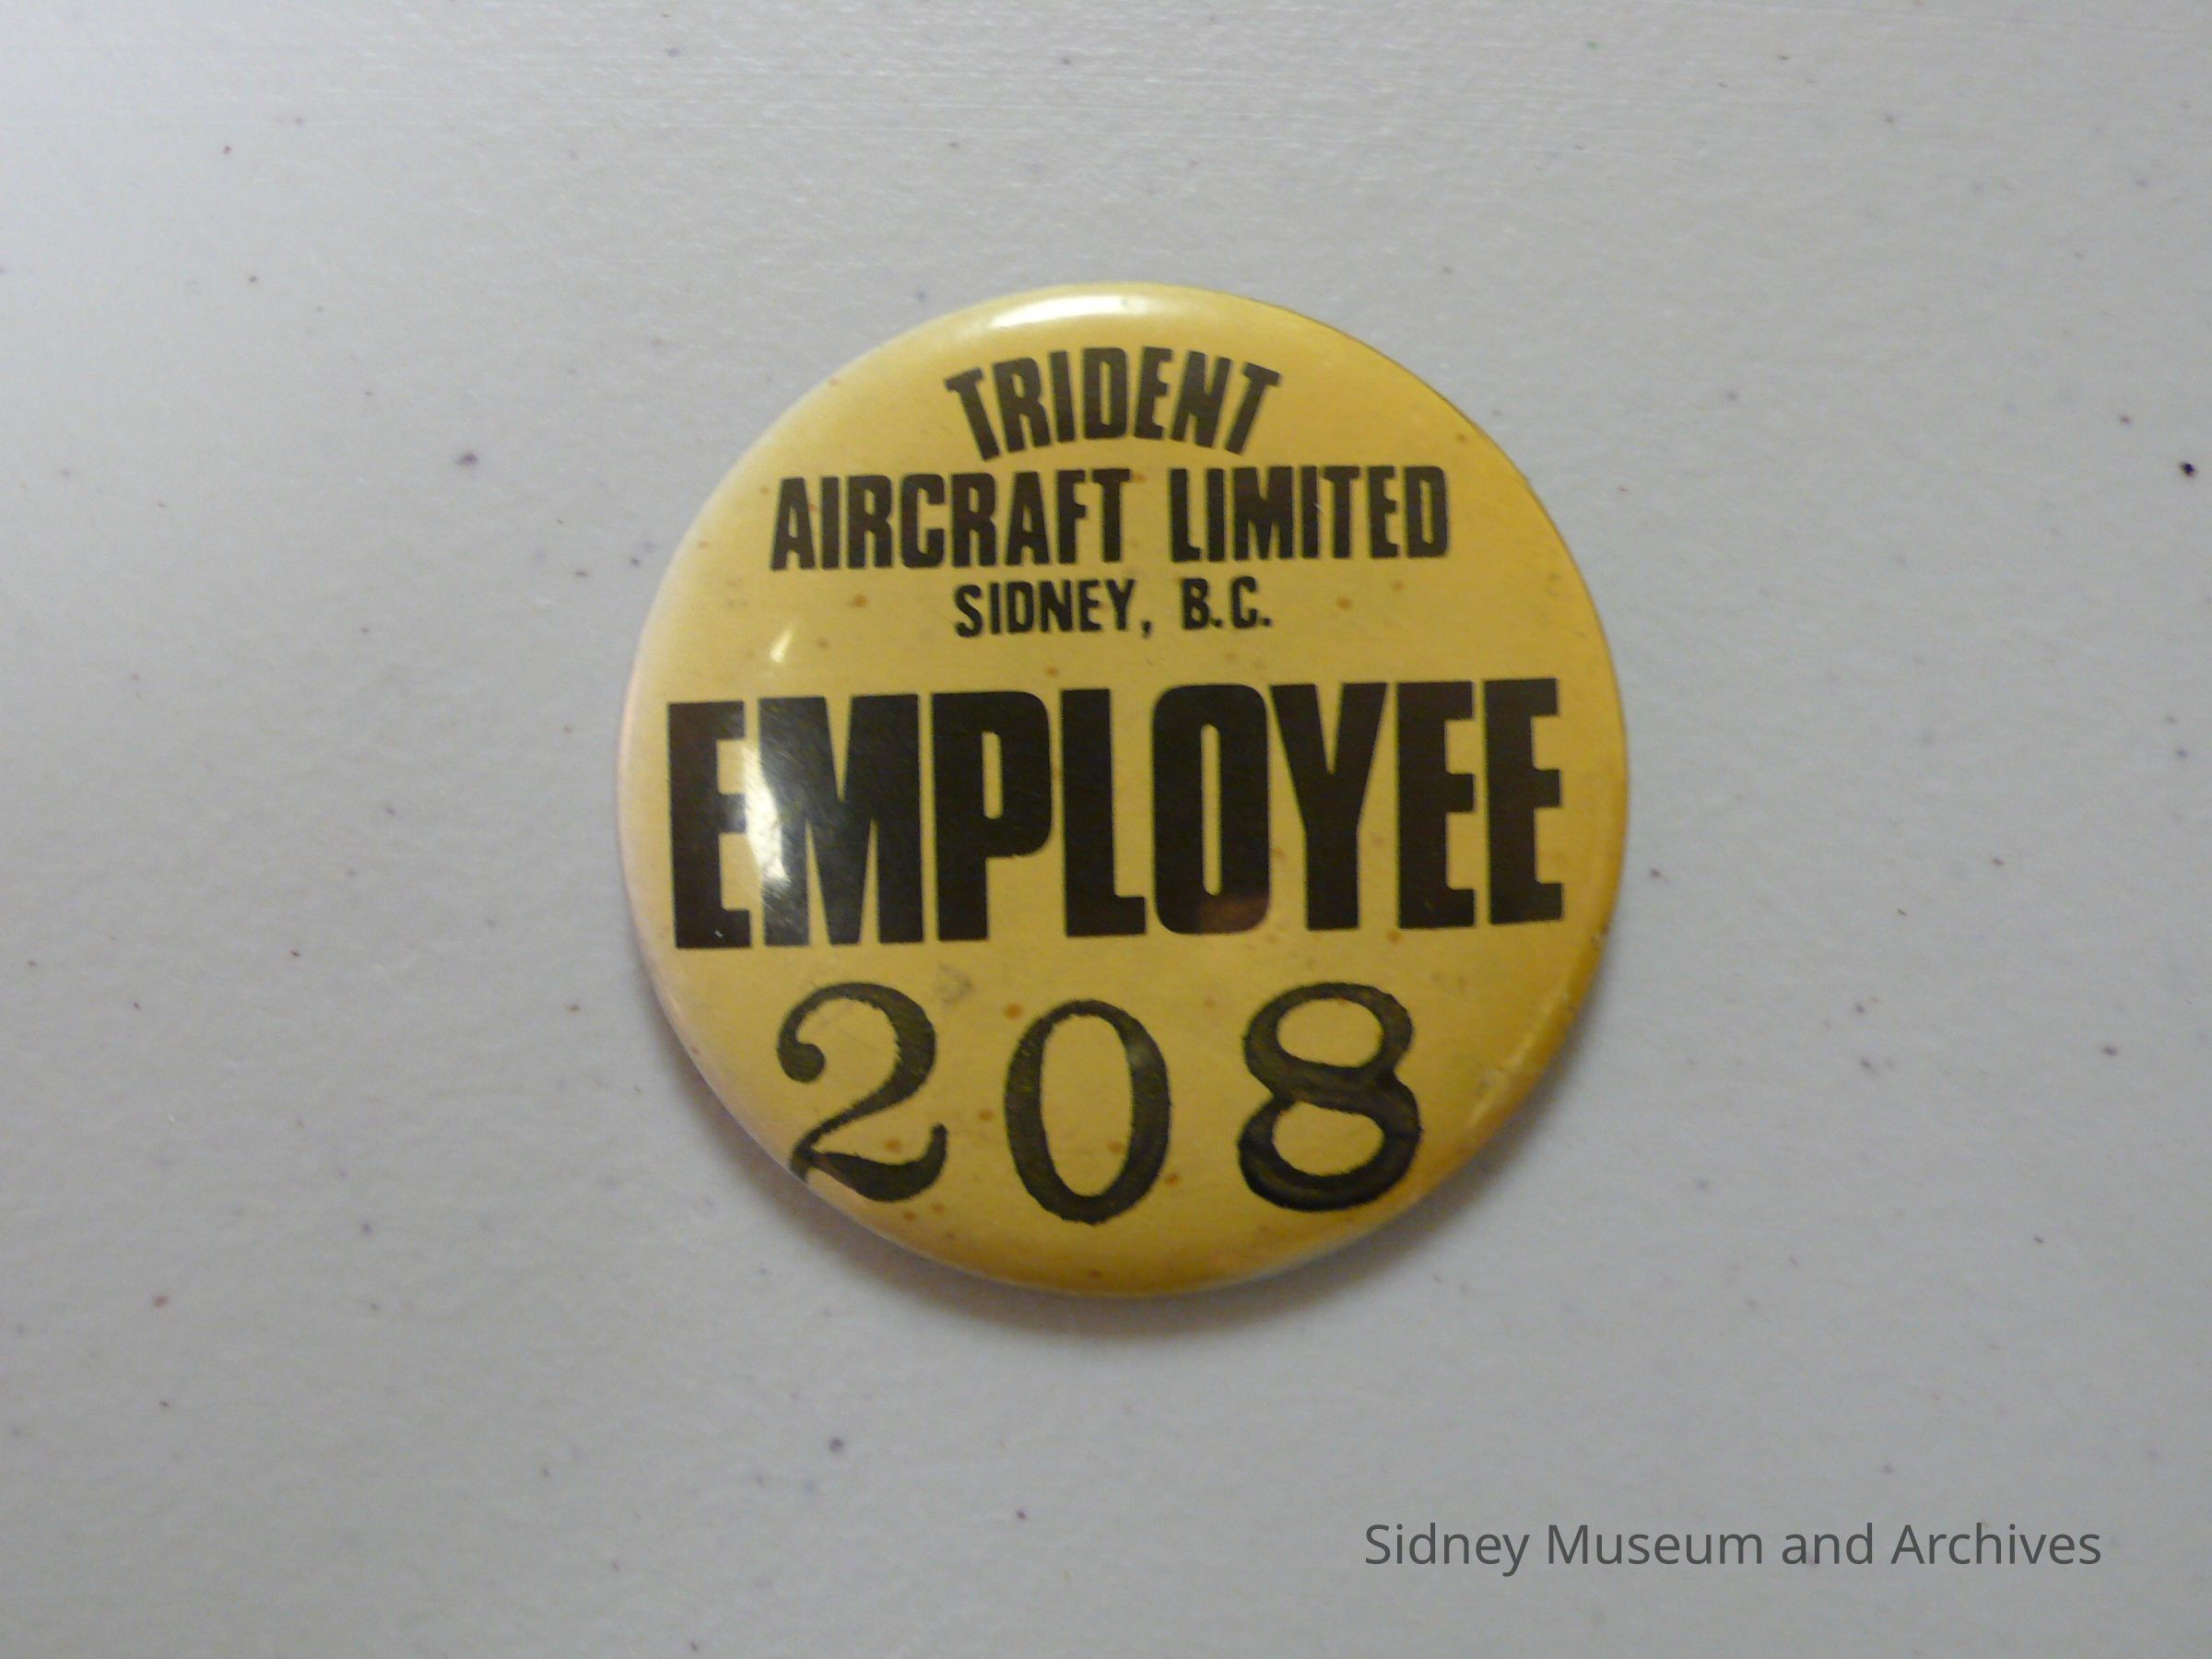 TRIDENT
AIRCRAFT LIMITED
SIDNEY, B.C.
EMPLOYEE
208
Sidney Museum and Archives